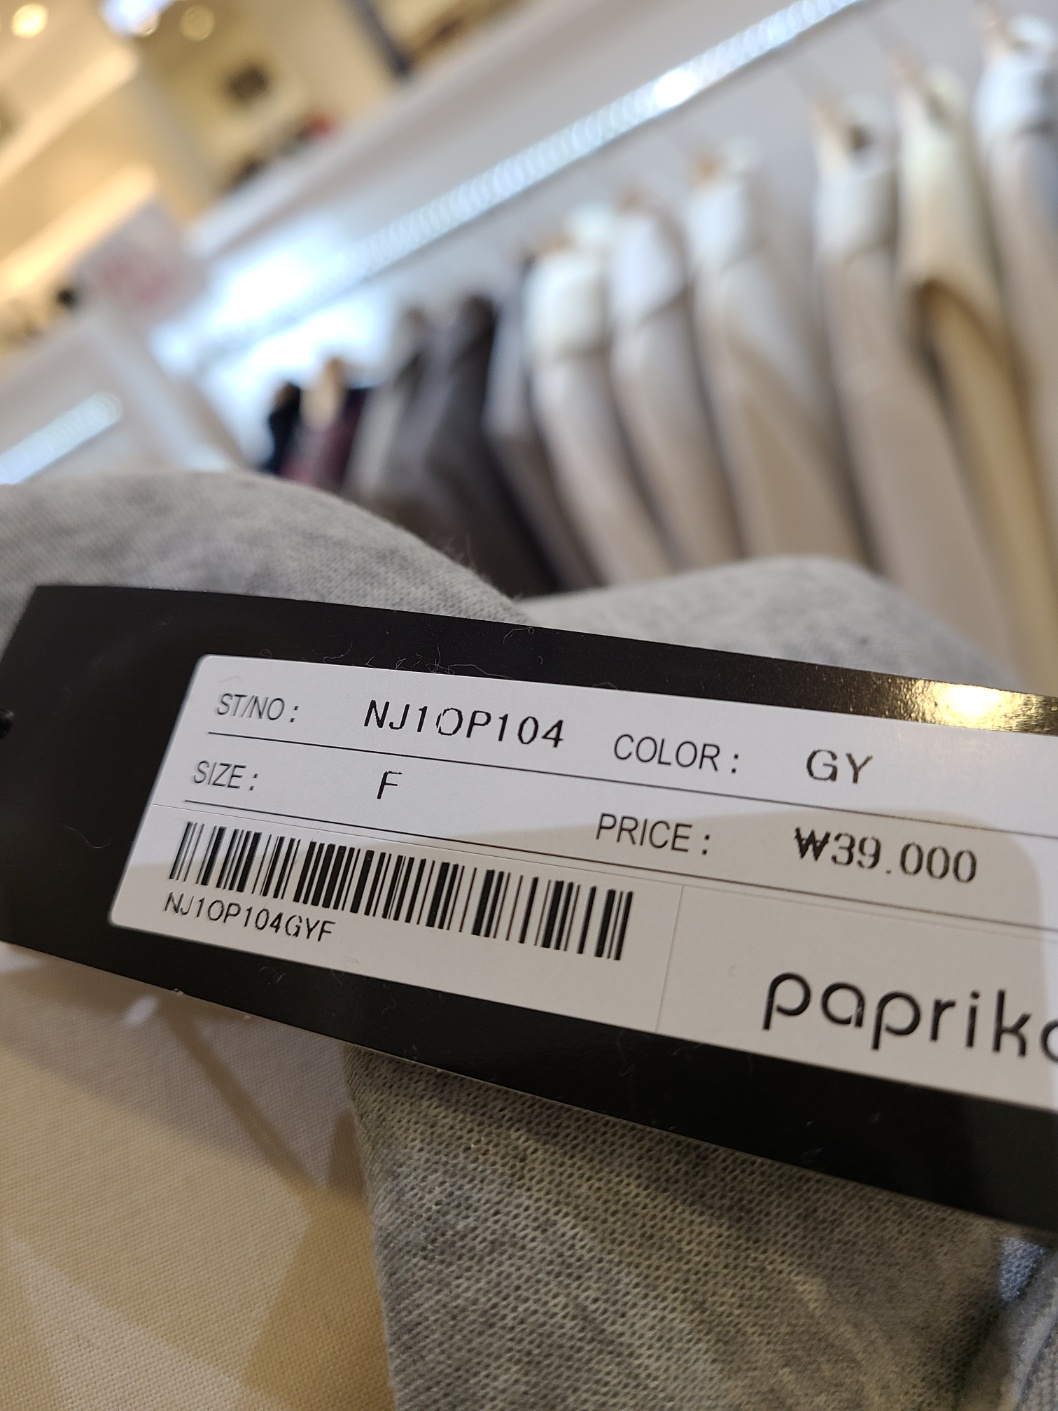 ST/NO : NJ1OP104 COLOR : GY
SIZE : F PRICE : ₩39.000
NJ1OP104GYF
paprik